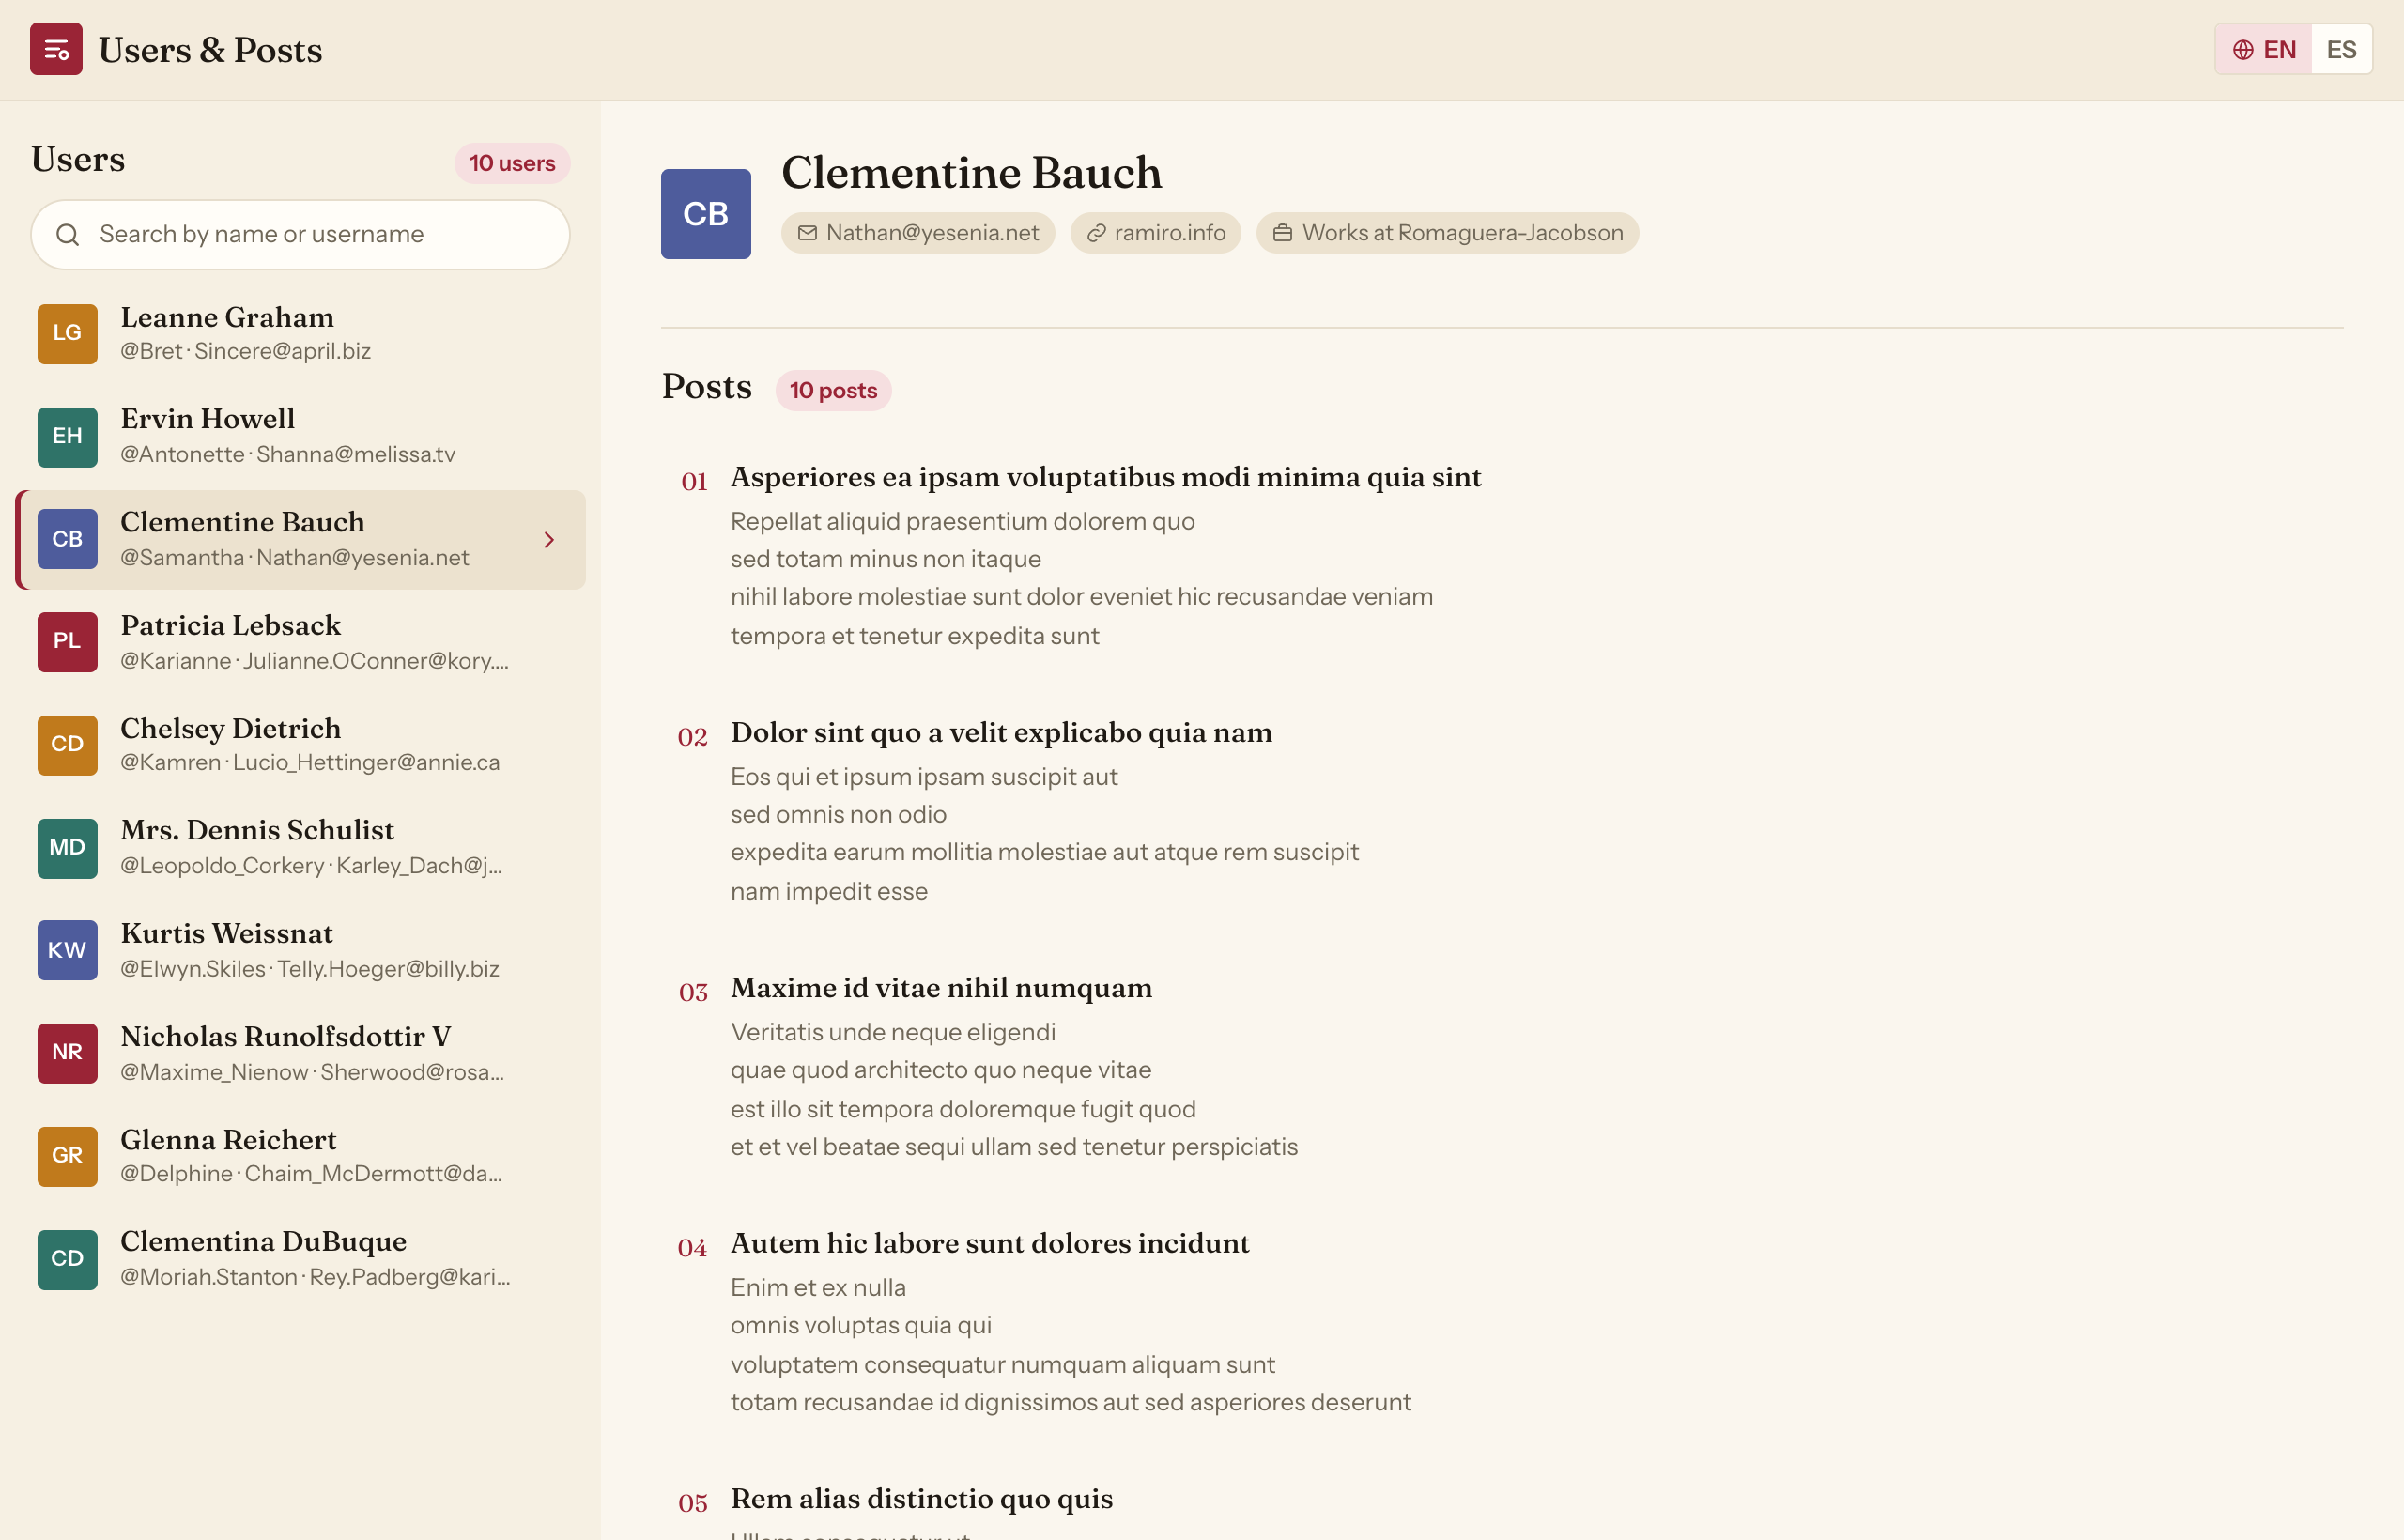 Users & Posts
EN
ES
Users
10 users
Search by name or username
LG
Leanne Graham
@Bret · Sincere@april.biz
EH
Ervin Howell
@Antonette · Shanna@melissa.tv
CB
Clementine Bauch
@Samantha · Nathan@yesenia.net
PL
Patricia Lebsack
@Karianne · Julianne.OConner@kory....
CD
Chelsey Dietrich
@Kamren · Lucio_Hettinger@annie.ca
MD
Mrs. Dennis Schulist
@Leopoldo_Corkery · Karley_Dach@j...
KW
Kurtis Weissnat
@Elwyn.Skiles · Telly.Hoeger@billy.biz
NR
Nicholas Runolfsdottir V
@Maxime_Nienow · Sherwood@rosa...
GR
Glenna Reichert
@Delphine · Chaim_McDermott@da...
CD
Clementina DuBuque
@Moriah.Stanton · Rey.Padberg@kari...
CB
Clementine Bauch
Nathan@yesenia.net
ramiro.info
Works at Romaguera-Jacobson
Posts
10 posts
01
Asperiores ea ipsam voluptatibus modi minima quia sint
Repellat aliquid praesentium dolorem quo
sed totam minus non itaque
nihil labore molestiae sunt dolor eveniet hic recusandae veniam
tempora et tenetur expedita sunt
02
Dolor sint quo a velit explicabo quia nam
Eos qui et ipsum ipsam suscipit aut
sed omnis non odio
expedita earum mollitia molestiae aut atque rem suscipit
nam impedit esse
03
Maxime id vitae nihil numquam
Veritatis unde neque eligendi
quae quod architecto quo neque vitae
est illo sit tempora doloremque fugit quod
et et vel beatae sequi ullam sed tenetur perspiciatis
04
Autem hic labore sunt dolores incidunt
Enim et ex nulla
omnis voluptas quia qui
voluptatem consequatur numquam aliquam sunt
totam recusandae id dignissimos aut sed asperiores deserunt
05
Rem alias distinctio quo quis